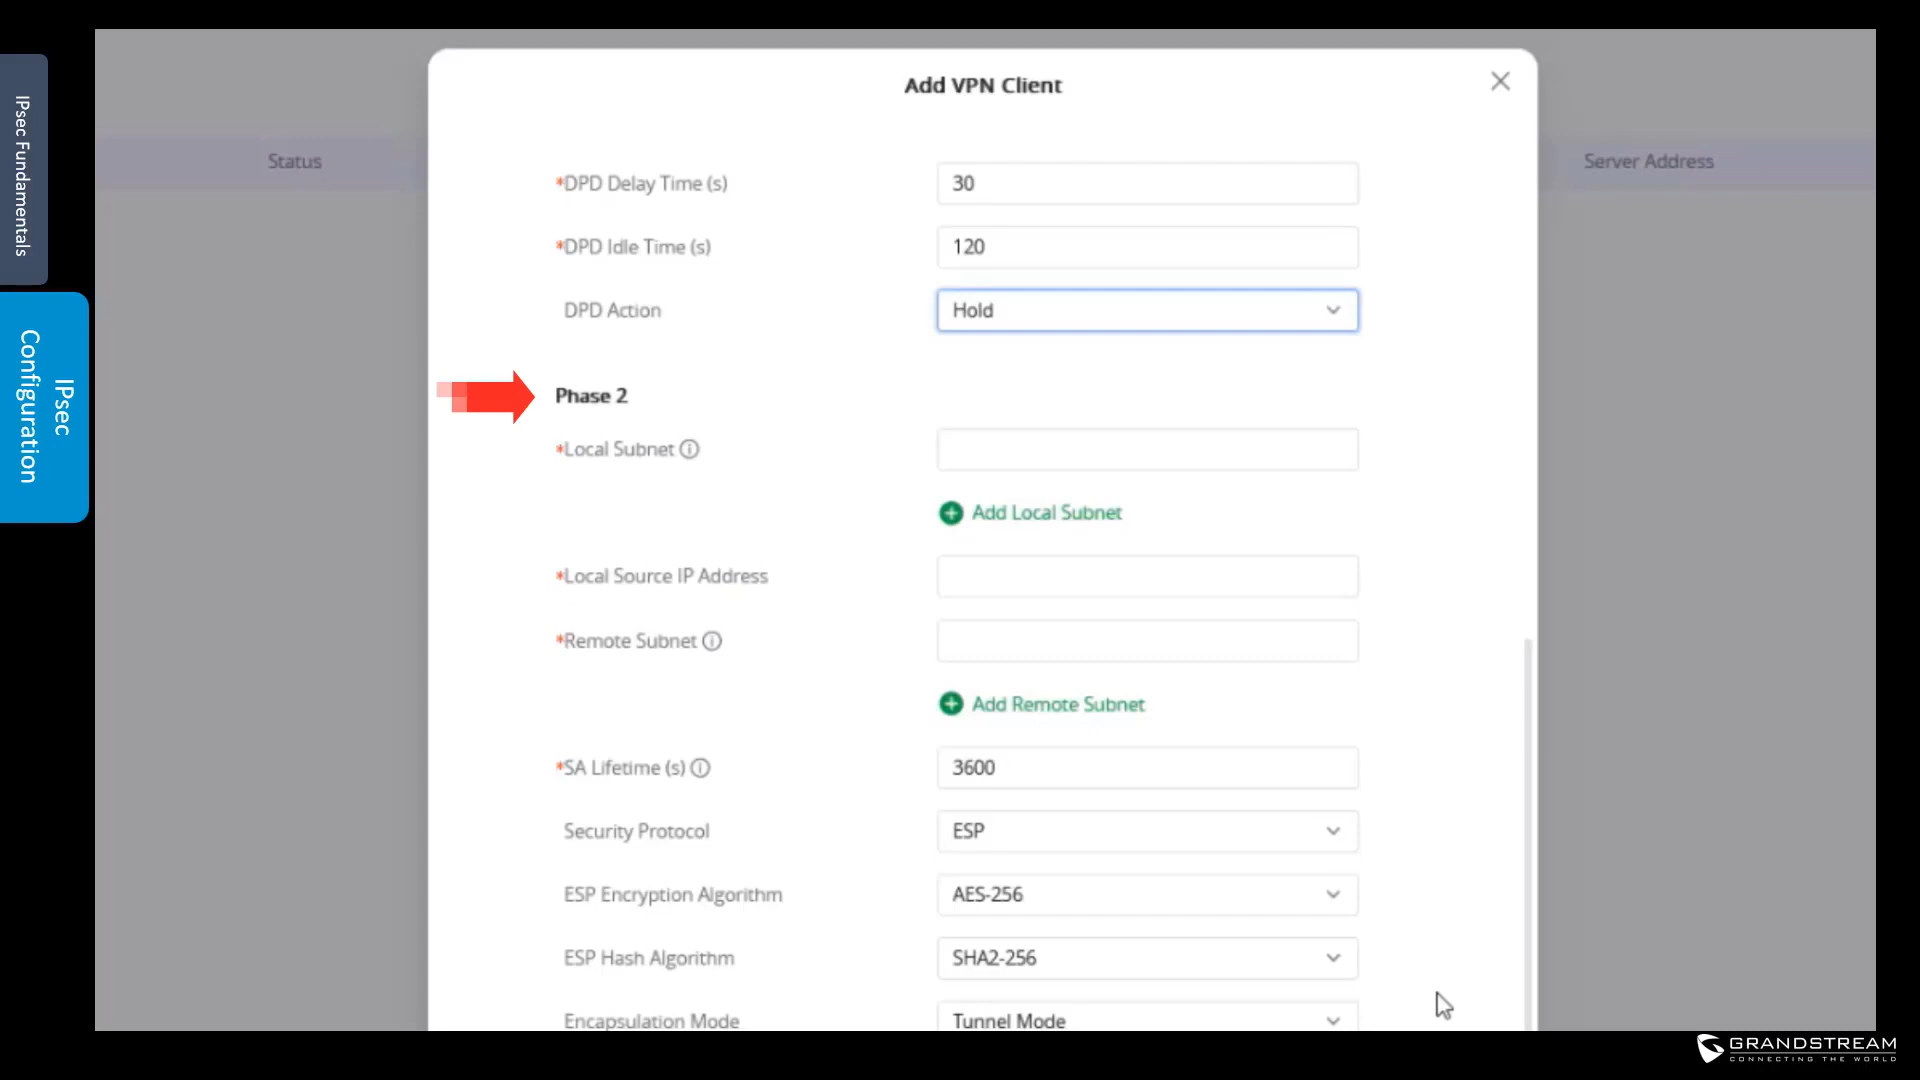 IPsec Fundamentals
IPsec
Configuration
Add VPN Client
Status
Server Address
*DPD Delay Time (s)
30
*DPD Idle Time (s)
120
DPD Action
Hold
Phase 2
*Local Subnet
Add Local Subnet
*Local Source IP Address
*Remote Subnet
Add Remote Subnet
*SA Lifetime (s)
3600
Security Protocol
ESP
ESP Encryption Algorithm
AES-256
ESP Hash Algorithm
SHA2-256
Encapsulation Mode
Tunnel Mode
GRANDSTREAM
CONNECTING THE WORLD